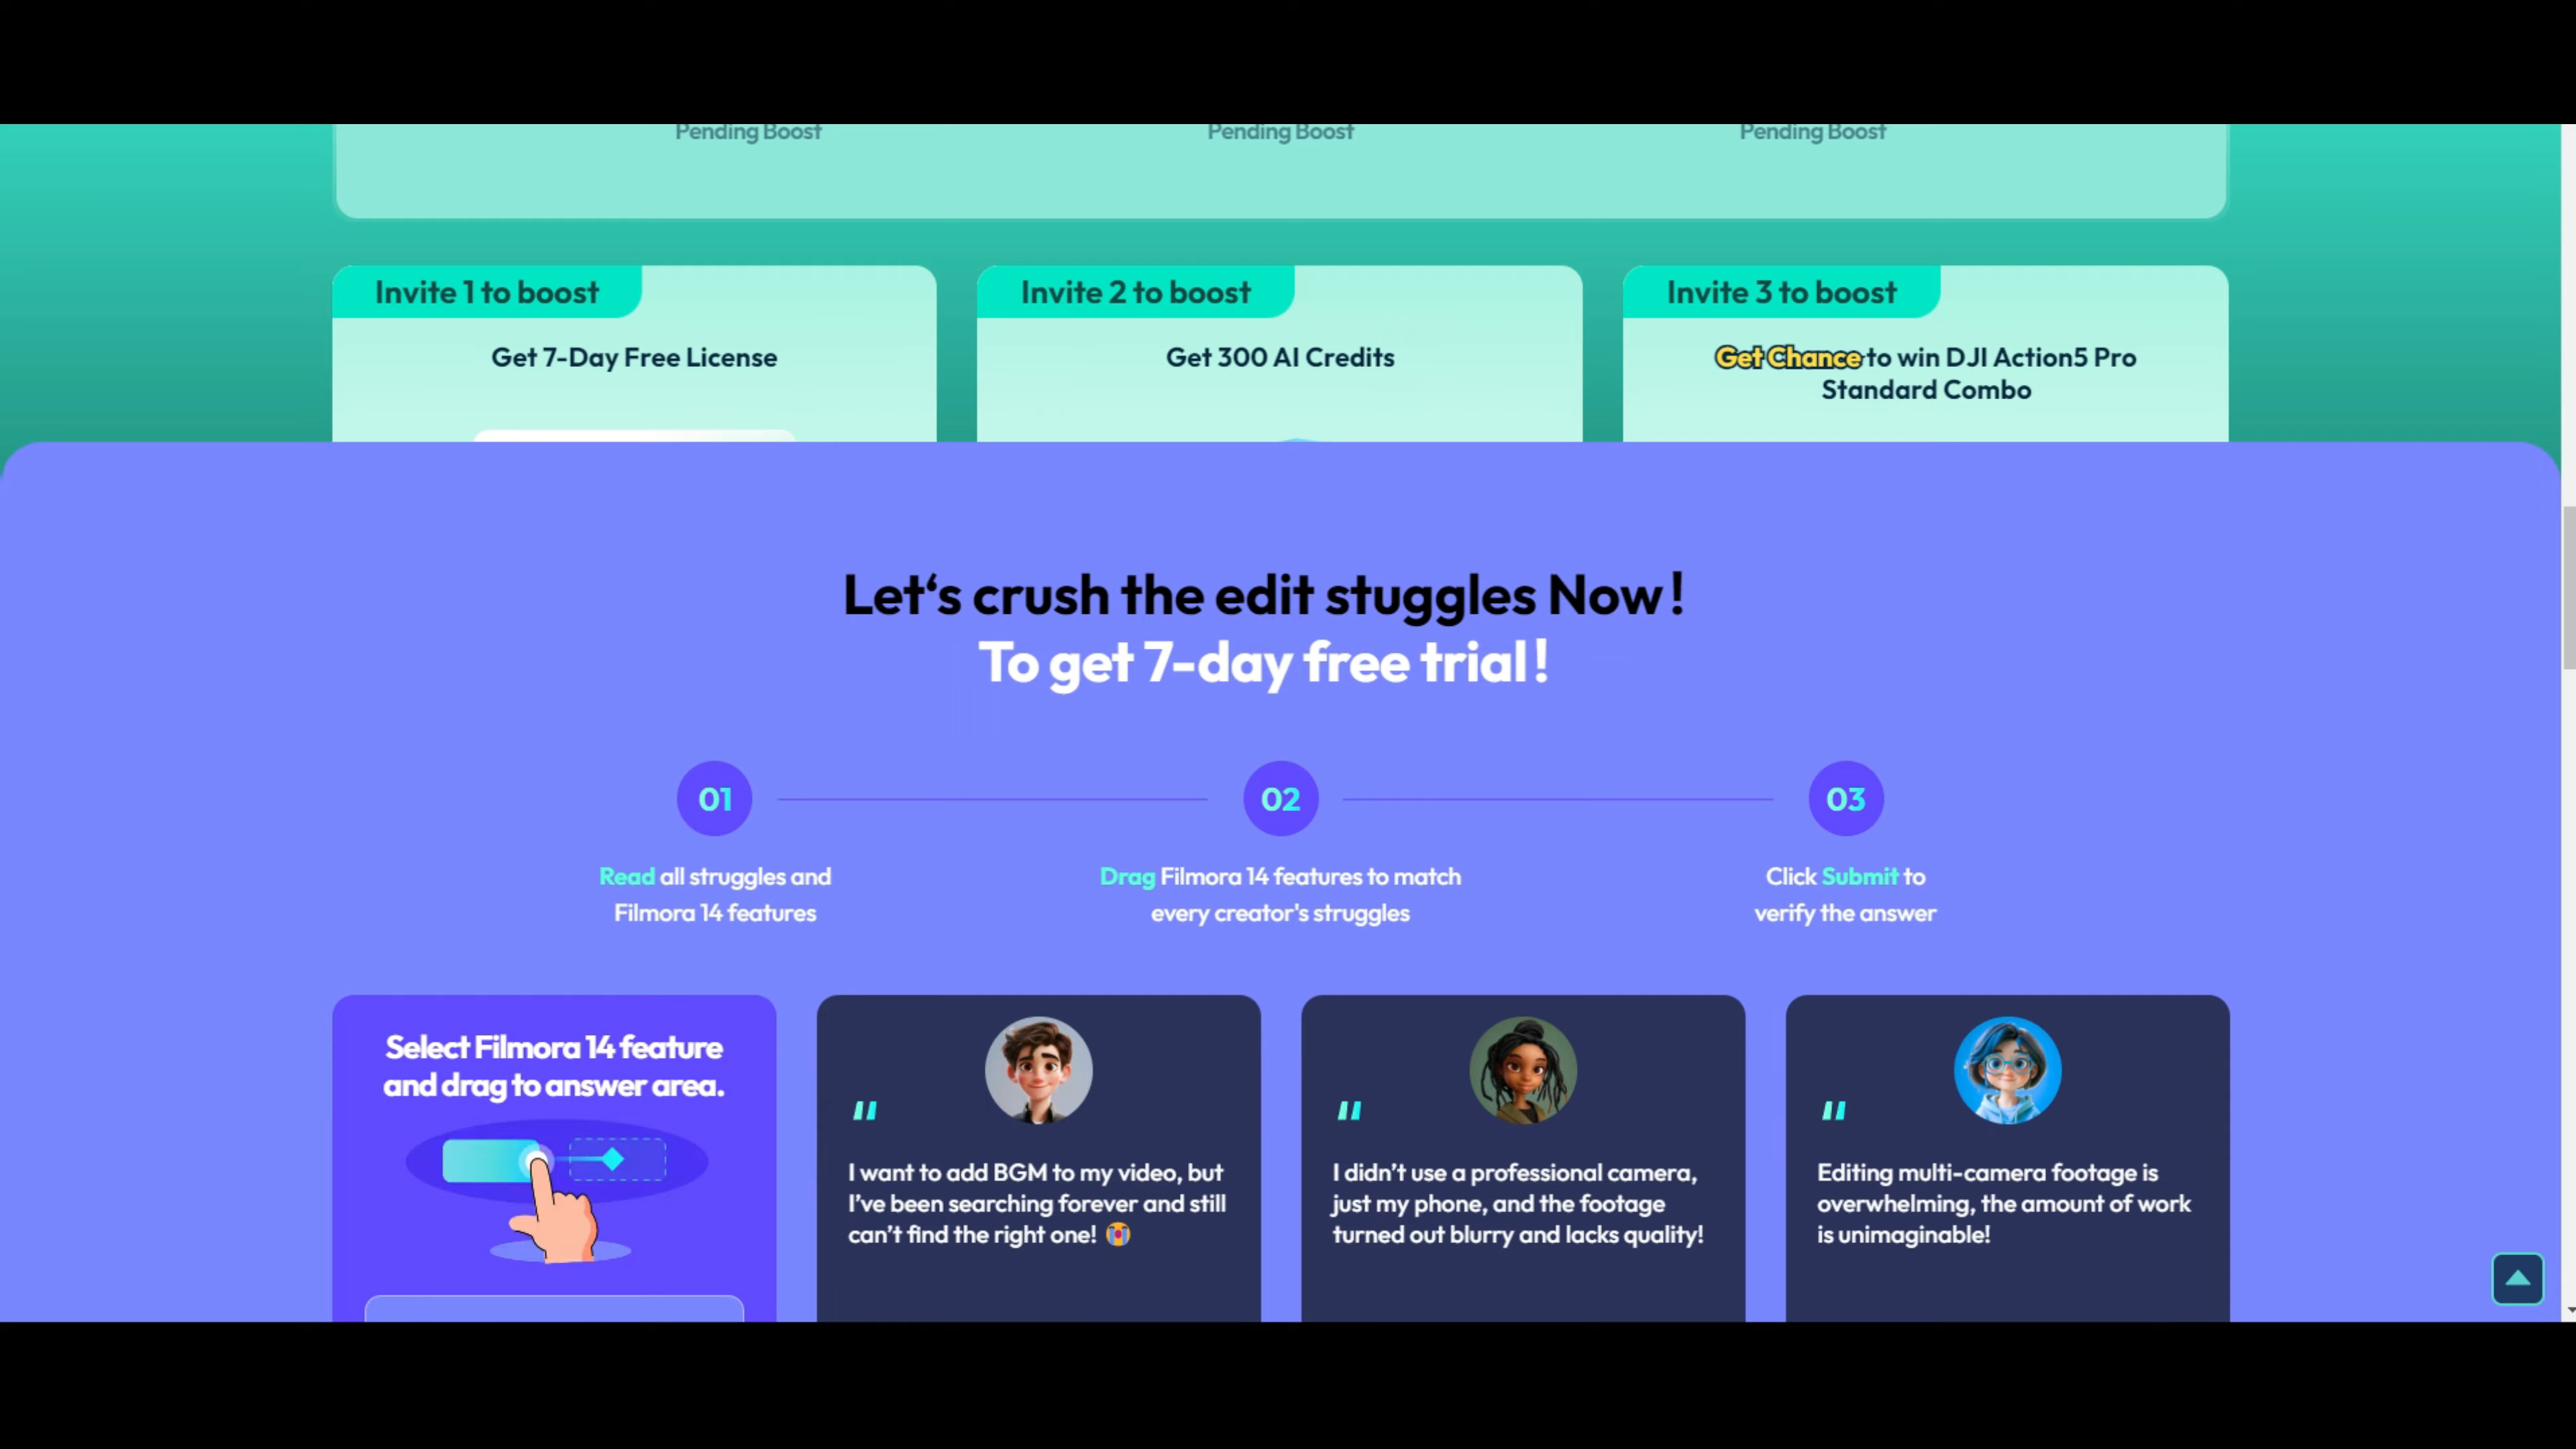 Pending Boost
Pending Boost
Pending Boost
Invite 1 to boost
Get 7-Day Free License
Invite 2 to boost
Get 300 AI Credits
Invite 3 to boost
Get Chance to win DJI Action5 Pro
Standard Combo
Let‘s crush the edit stuggles Now!
To get 7-day free trial!
01
Read all struggles and
Filmora 14 features
02
Drag Filmora 14 features to match
every creator's struggles
03
Click Submit to
verify the answer
Select Filmora 14 feature
and drag to answer area.
"
I want to add BGM to my video, but
I’ve been searching forever and still
can’t find the right one! 😭
"
I didn’t use a professional camera,
just my phone, and the footage
turned out blurry and lacks quality!
"
Editing multi-camera footage is
overwhelming, the amount of work
is unimaginable!